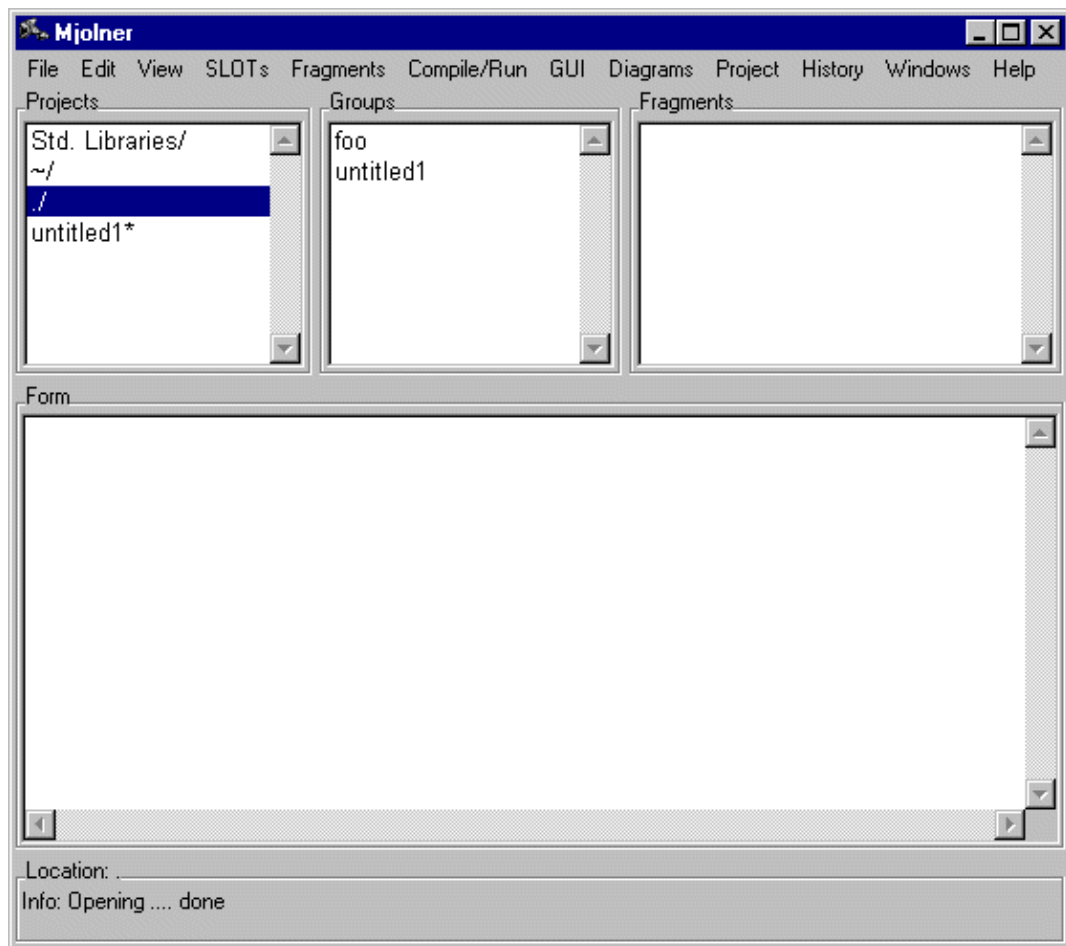 Mjolner
File Edit View SLOTs Fragments Compile/Run GUI Diagrams Project History Windows Help
Projects
Std. Libraries/
~/
./
untitled1*
Groups
foo
untitled1
Fragments
Form
Location: .
Info: Opening .... done